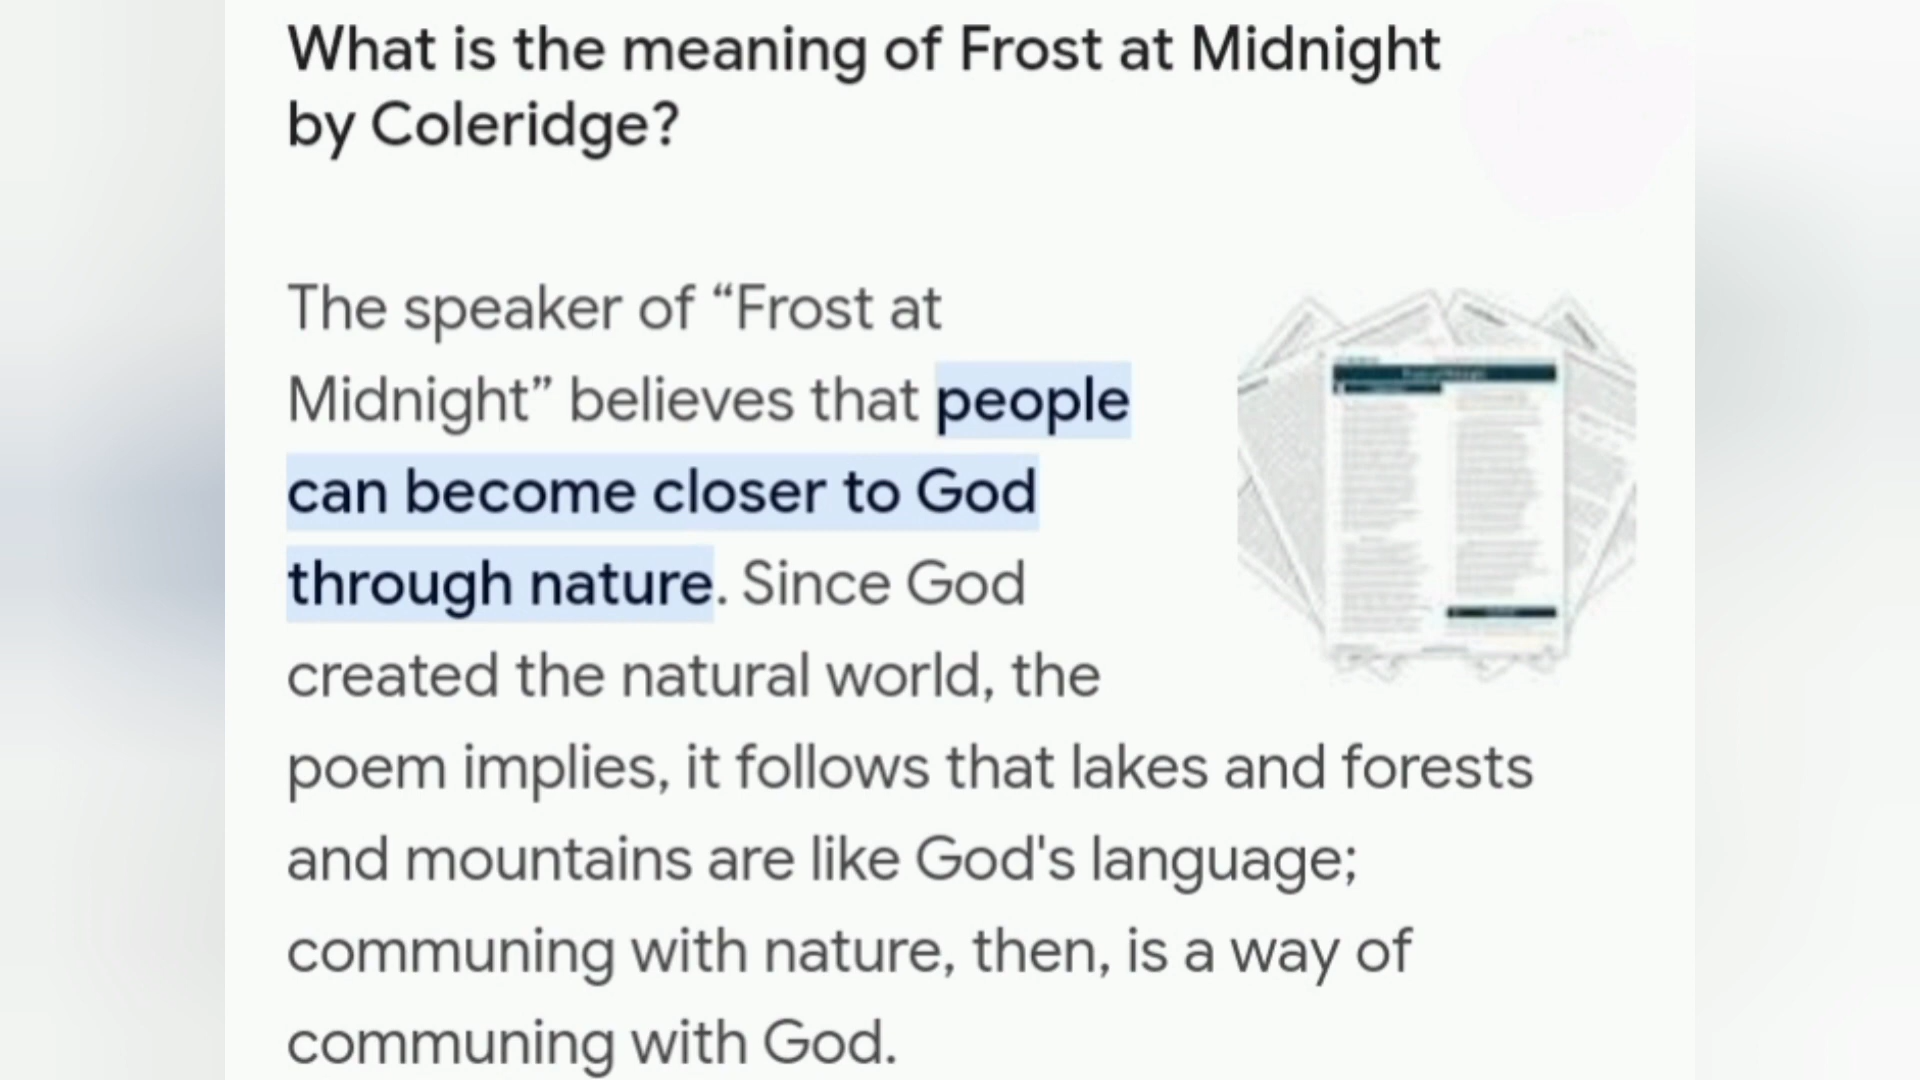 What is the meaning of Frost at Midnight
by Coleridge?
The speaker of “Frost at
Midnight” believes that people
can become closer to God
through nature. Since God
created the natural world, the
poem implies, it follows that lakes and forests
and mountains are like God's language;
communing with nature, then, is a way of
communing with God.